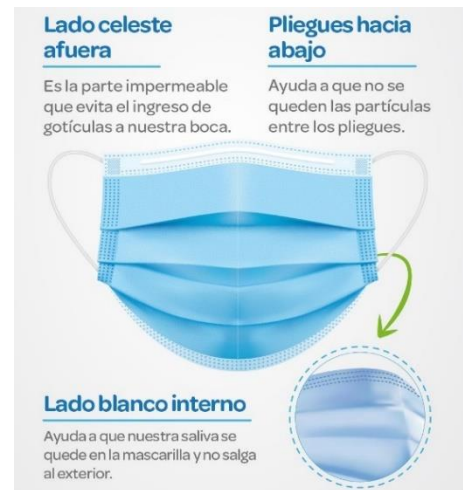 Lado celeste
afuera
Es la parte impermeable
que evita el ingreso de
gotículas a nuestra boca.
Pliegues hacia
abajo
Ayuda a que no se
queden las partículas
entre los pliegues.
Lado blanco interno
Ayuda a que nuestra saliva se
quede en la mascarilla y no salga
al exterior.